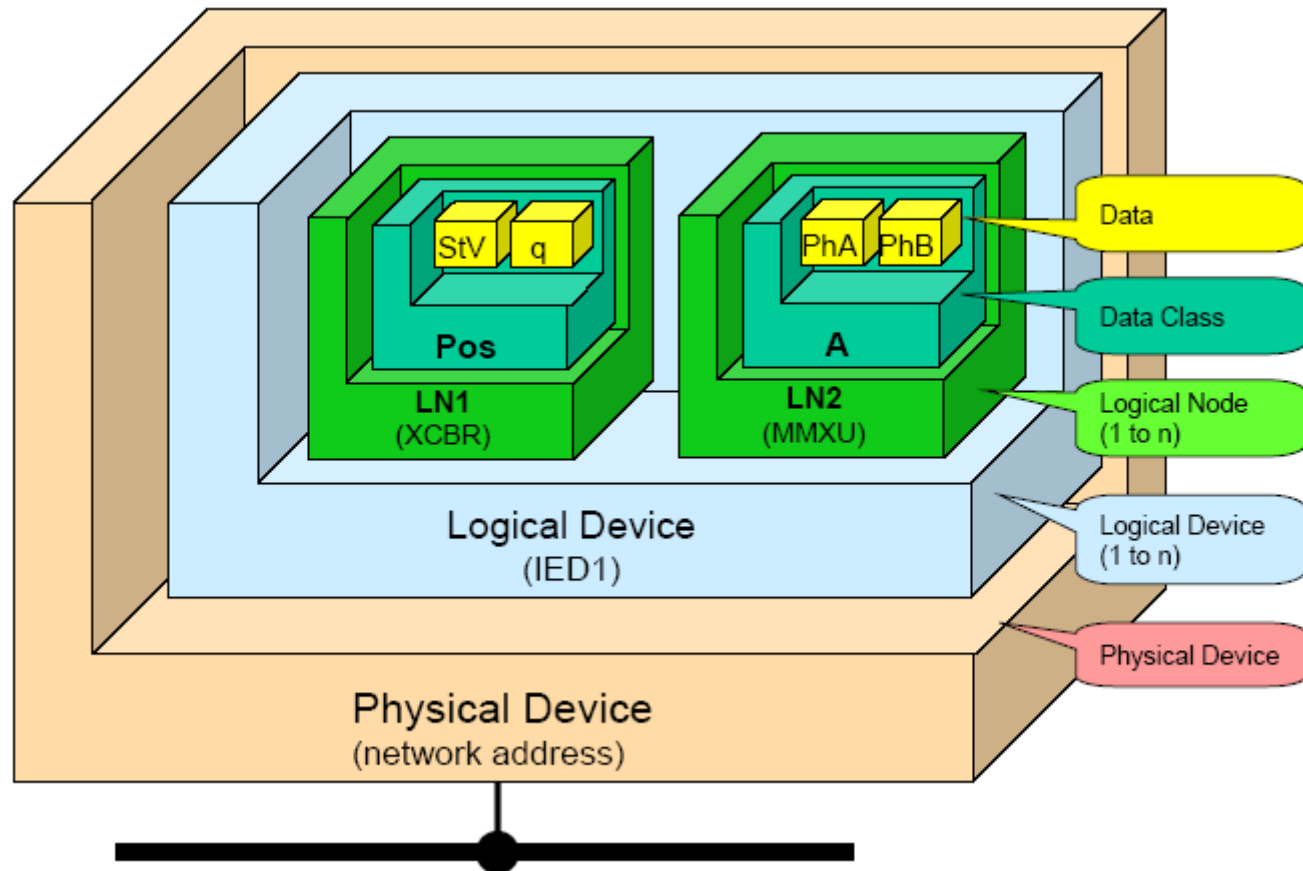 StV
q
Pos
LN1
(XCBR)
PhA
PhB
A
LN2
(MMXU)
Logical Device
(IED1)
Physical Device
(network address)
Data
Data Class
Logical Node
(1 to n)
Logical Device
(1 to n)
Physical Device